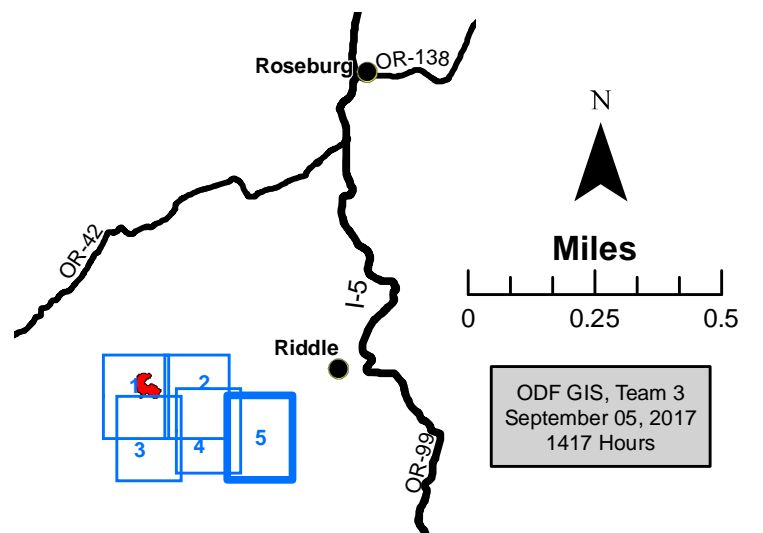 Roseburg
OR-138
N
OR-42
Miles
I-5
0 0.25 0.5
Riddle
1
2
3
4
5
ODF GIS, Team 3
September 05, 2017
1417 Hours
OR-99